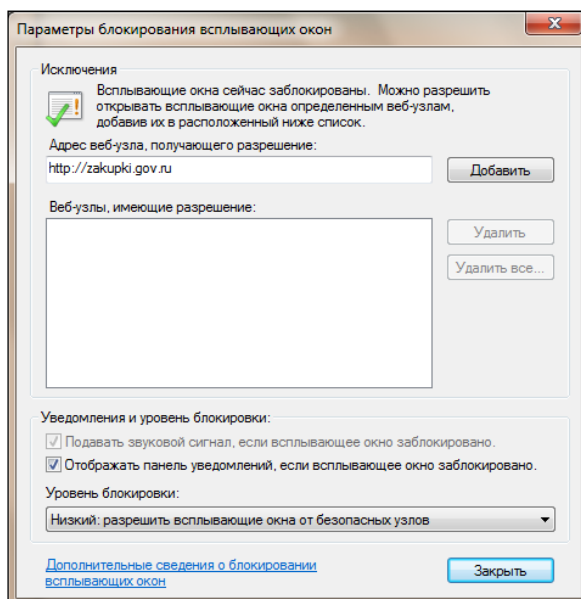 Параметры блокирования всплывающих окон
Исключения
Всплывающие окна сейчас заблокированы. Можно разрешить
открывать всплывающие окна определенным веб-узлам,
добавив их в расположенный ниже список.
Адрес веб-узла, получающего разрешение:
http://zakupki.gov.ru
Добавить
Веб-узлы, имеющие разрешение:
Удалить
Удалить все...
Уведомления и уровень блокировки:
Подавать звуковой сигнал, если всплывающее окно заблокировано.
Отображать панель уведомлений, если всплывающее окно заблокировано.
Уровень блокировки:
Низкий: разрешить всплывающие окна от безопасных узлов
Дополнительные сведения о блокировании
всплывающих окон
Закрыть